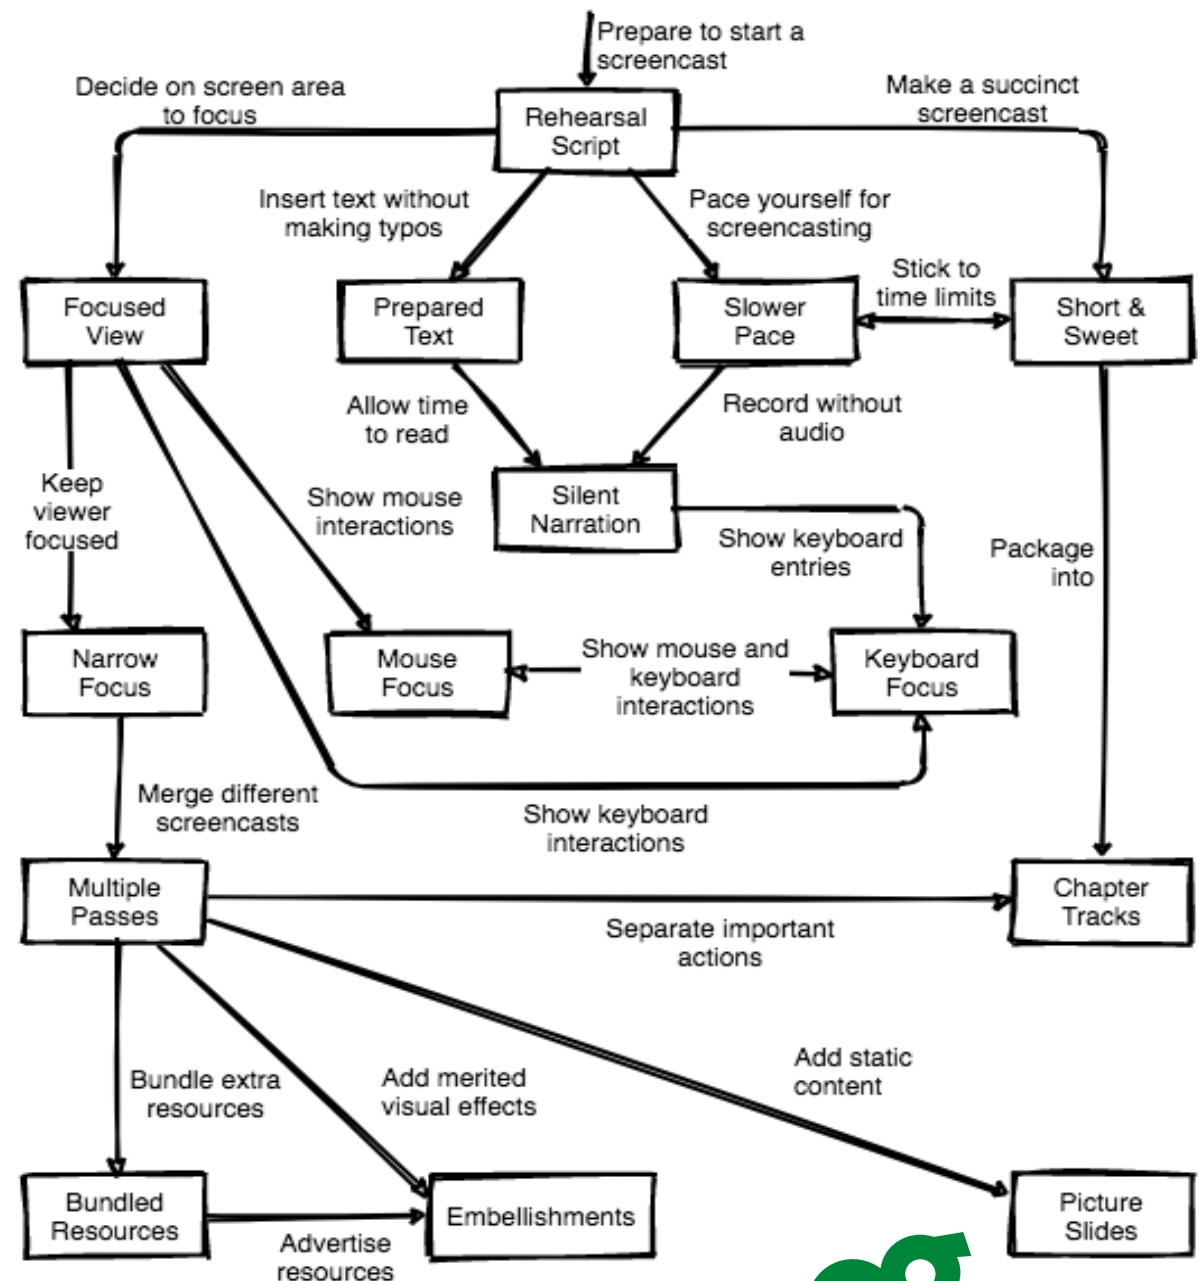 Prepare to start a
screencast
Decide on screen area
to focus
Make a succinct
screencast
Rehearsal
Script
Insert text without
making typos
Pace yourself for
screencasting
Stick to
time limits
Focused
View
Prepared
Text
Slower
Pace
Short &
Sweet
Allow time
to read
Record without
audio
Keep
viewer
focused
Show mouse
interactions
Silent
Narration
Show keyboard
entries
Package
into
Narrow
Focus
Mouse
Focus
Show mouse and
keyboard
interactions
Keyboard
Focus
Merge different
screencasts
Show keyboard
interactions
Multiple
Passes
Chapter
Tracks
Separate important
actions
Bundle extra
resources
Add merited
visual effects
Add static
content
Bundled
Resources
Embellishments
Picture
Slides
Advertise
resources